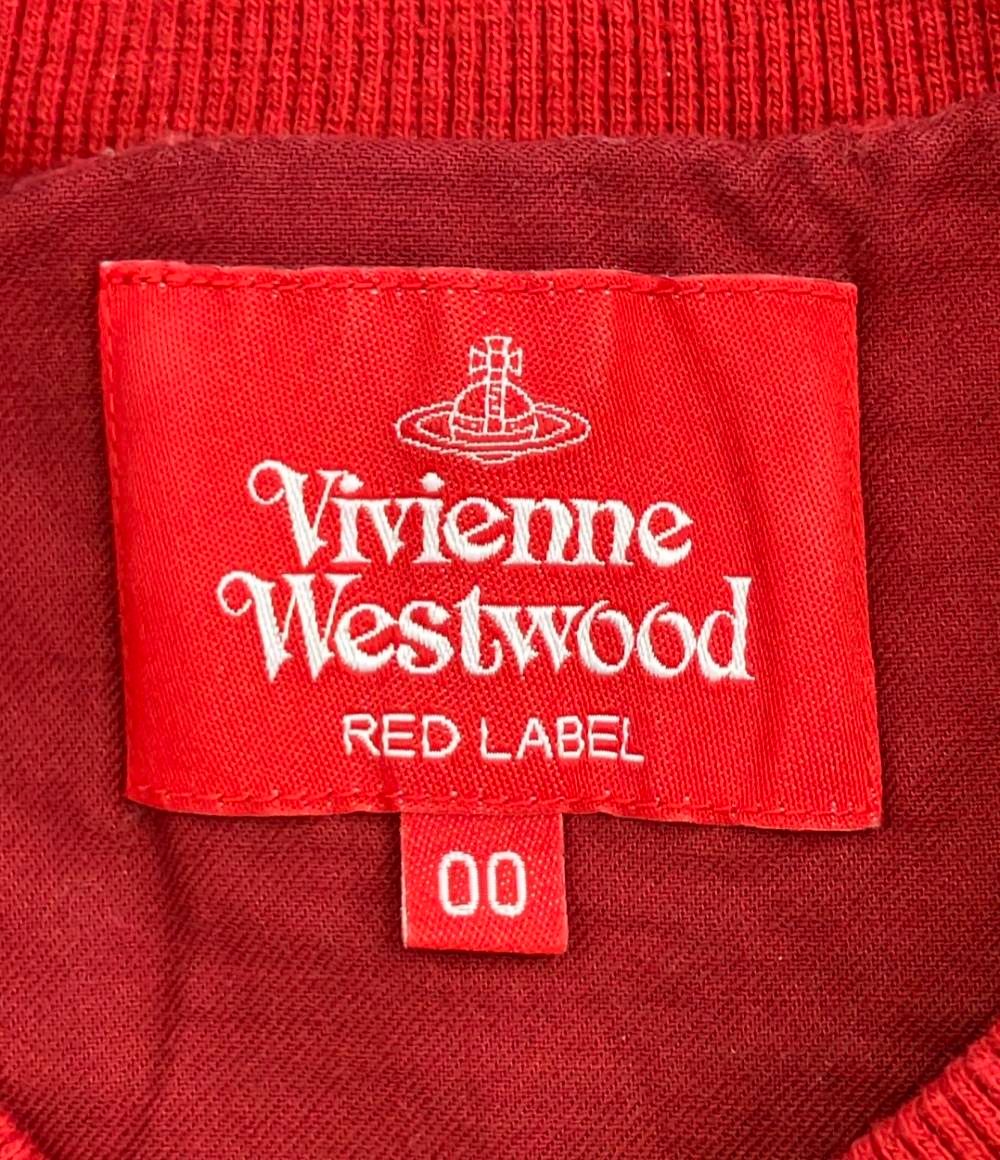 Vivienne
Westwood
RED LABEL
00